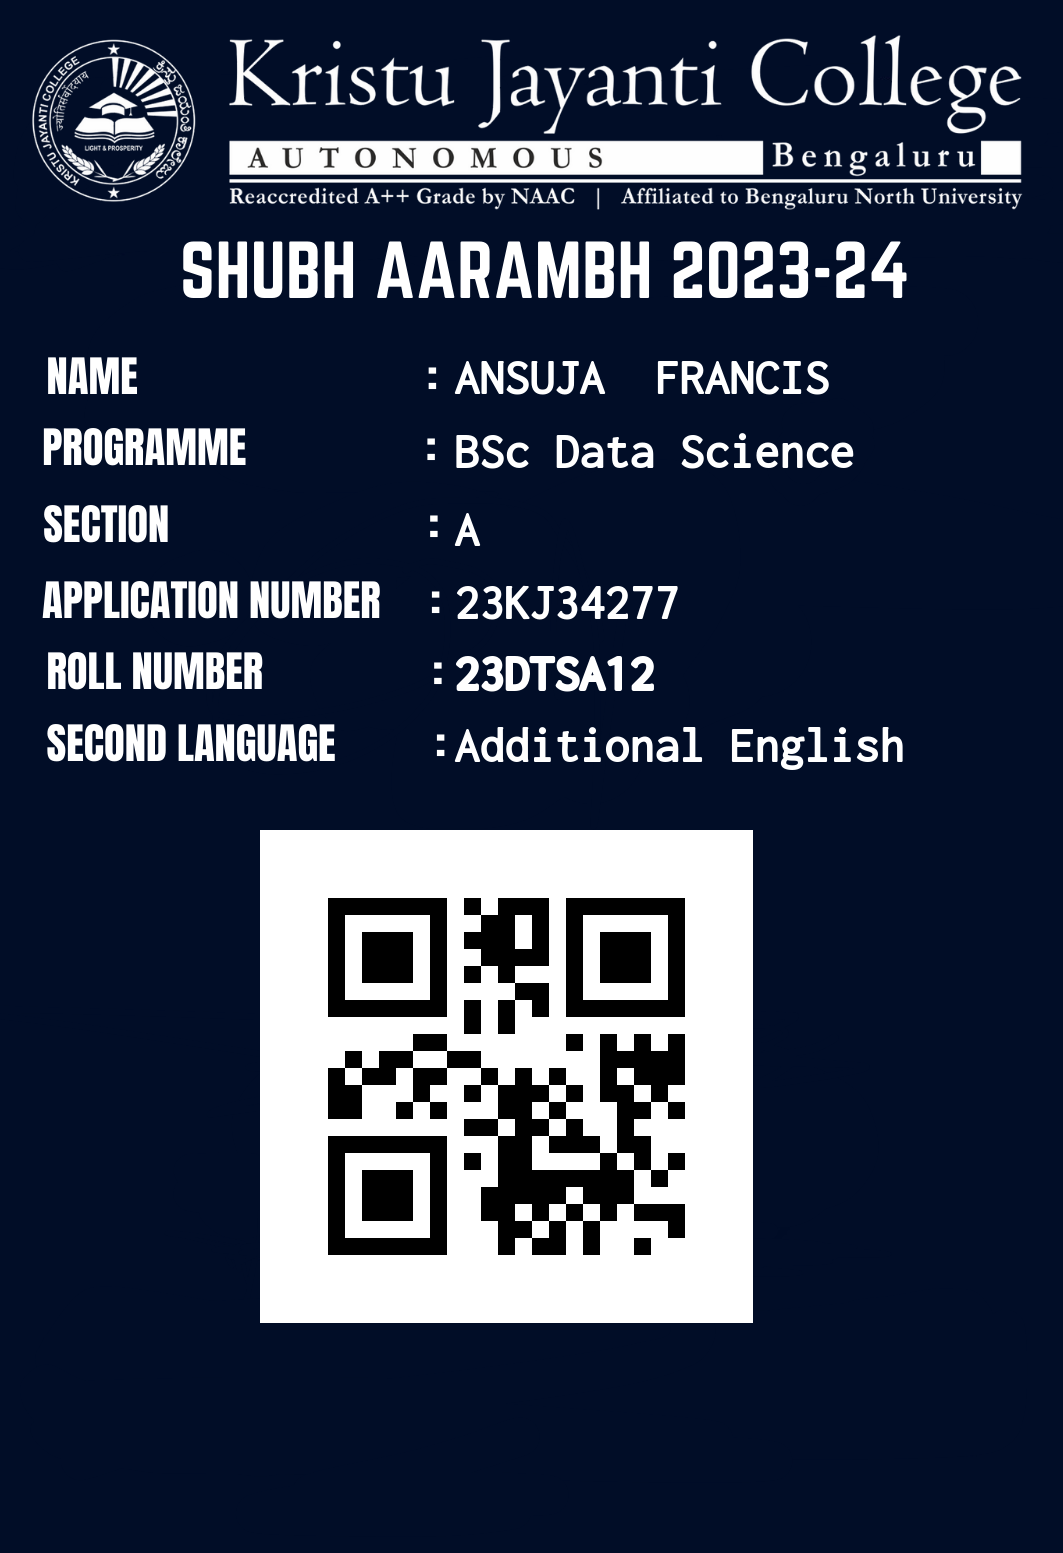 Kristu Jayanti College
AUTONOMOUS Bengaluru
Reaccredited A++ Grade by NAAC | Affiliated to Bengaluru North University
KRISTU JAYANTI COLLEGE
LIGHT & PROSPERITY
KRISTU JAYANTI
SHUBH AARAMBH 2023-24
NAME : ANSUJA FRANCIS
PROGRAMME : BSc Data Science
SECTION : A
APPLICATION NUMBER : 23KJ34277
ROLL NUMBER : 23DTSA12
SECOND LANGUAGE : Additional English